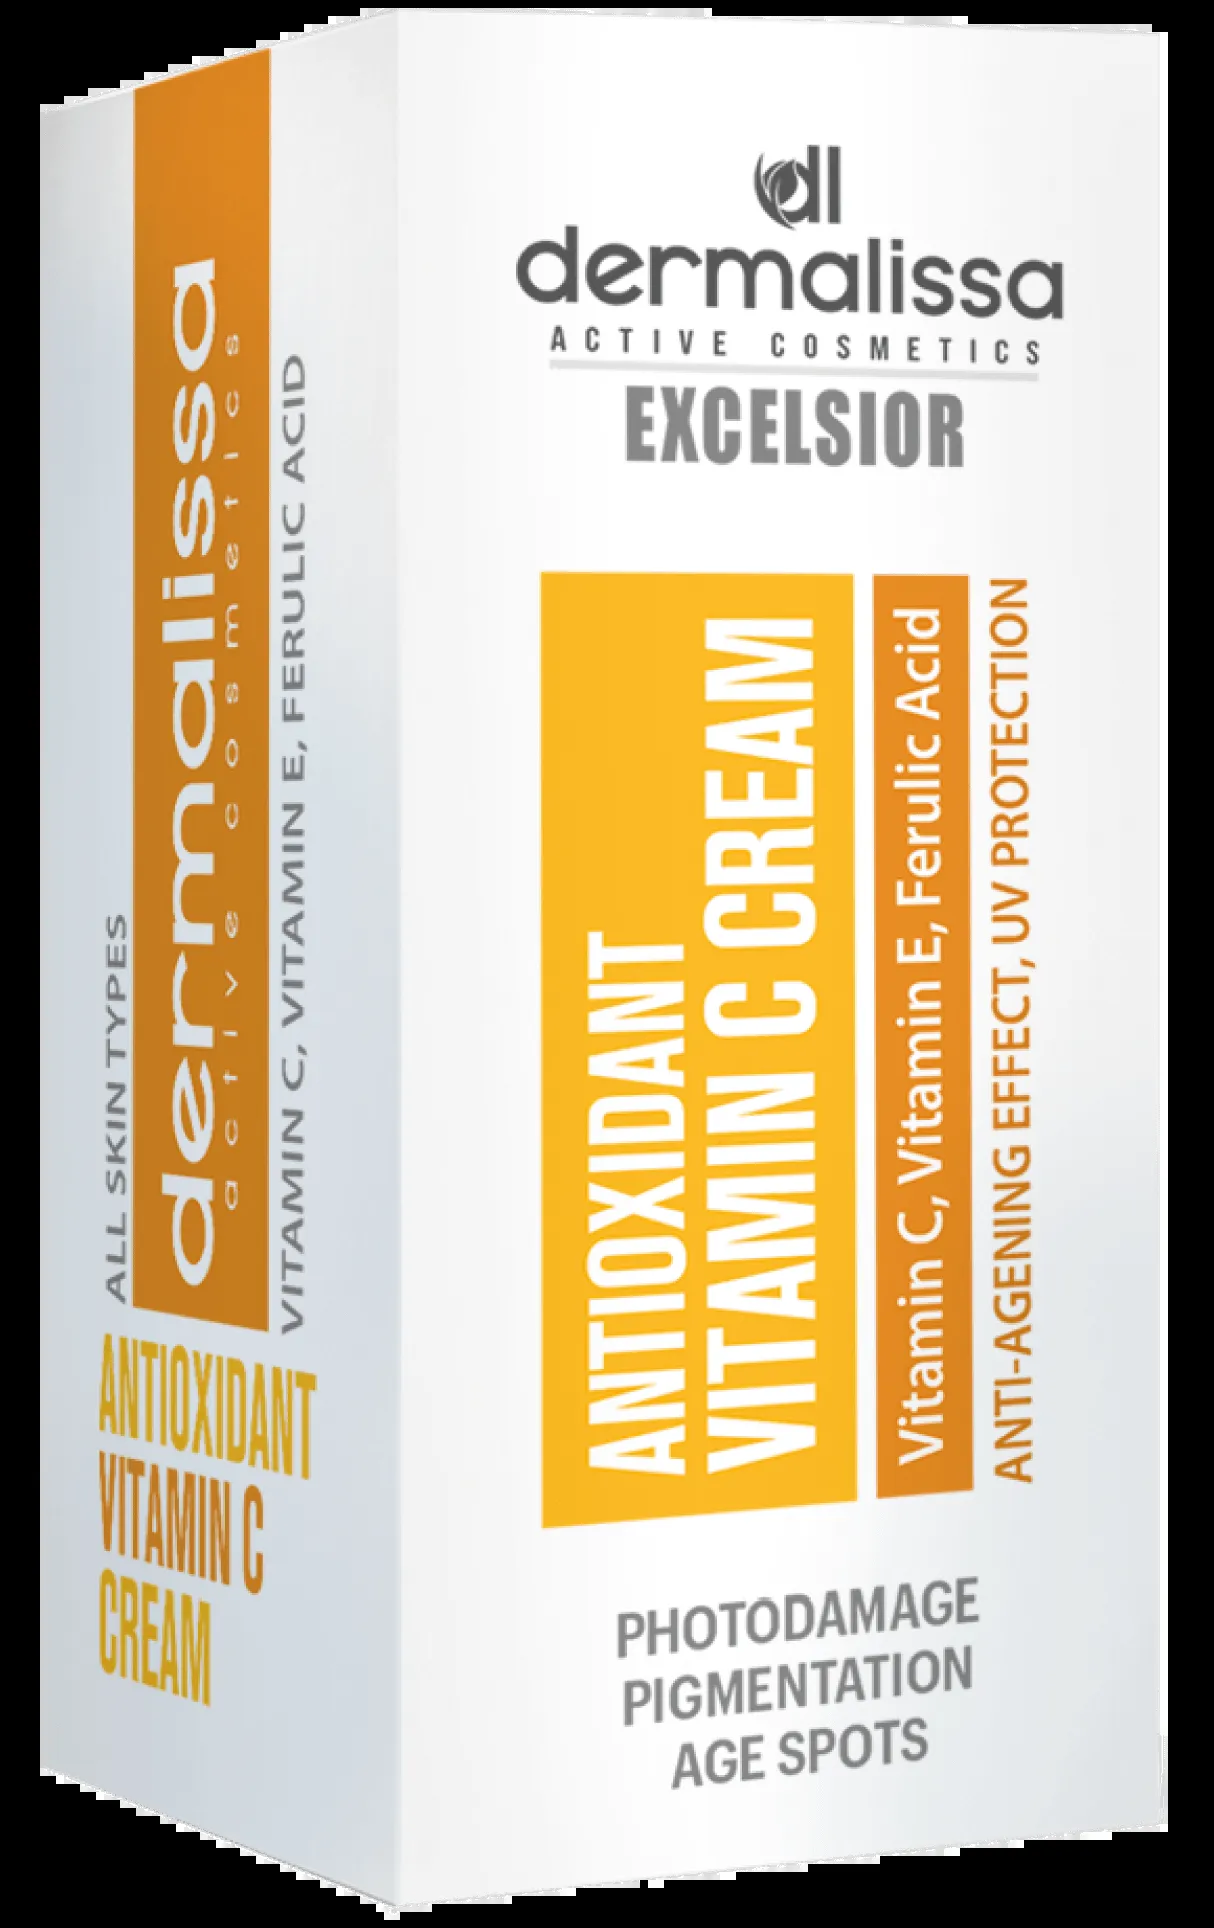 dl
dermalissa
ACTIVE COSMETICS
EXCELSIOR
ANTIOXIDANT
VITAMIN C CREAM
Vitamin C, Vitamin E, Ferulic Acid
ANTI-AGENING EFFECT, UV PROTECTION
PHOTODAMAGE
PIGMENTATION
AGE SPOTS
ALL SKIN TYPES
dermalissa
active cosmetics
VITAMIN C, VITAMIN E, FERULIC ACID
ANTIOXIDANT
VITAMIN C
CREAM